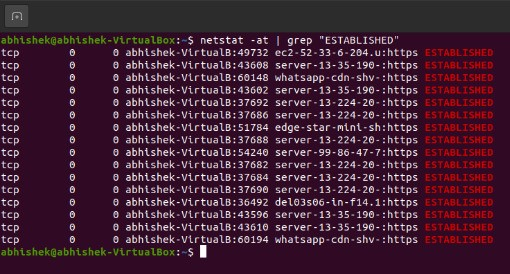 abhishek@abhishek-VirtualBox:~$ netstat -at | grep "ESTABLISHED"
tcp 0 0 abhishek-VirtualB:49732 ec2-52-33-6-204.u:https ESTABLISHED
tcp 0 0 abhishek-VirtualB:43608 server-13-35-190-:https ESTABLISHED
tcp 0 0 abhishek-VirtualB:60148 whatsapp-cdn-shv-:https ESTABLISHED
tcp 0 0 abhishek-VirtualB:43602 server-13-35-190-:https ESTABLISHED
tcp 0 0 abhishek-VirtualB:37692 server-13-224-20-:https ESTABLISHED
tcp 0 0 abhishek-VirtualB:37686 server-13-224-20-:https ESTABLISHED
tcp 0 0 abhishek-VirtualB:51784 edge-star-mini-sh:https ESTABLISHED
tcp 0 0 abhishek-VirtualB:37688 server-13-224-20-:https ESTABLISHED
tcp 0 0 abhishek-VirtualB:54240 server-99-86-47-7:https ESTABLISHED
tcp 0 0 abhishek-VirtualB:37682 server-13-224-20-:https ESTABLISHED
tcp 0 0 abhishek-VirtualB:37684 server-13-224-20-:https ESTABLISHED
tcp 0 0 abhishek-VirtualB:37690 server-13-224-20-:https ESTABLISHED
tcp 0 0 abhishek-VirtualB:36492 del03s06-in-f14.1:https ESTABLISHED
tcp 0 0 abhishek-VirtualB:43596 server-13-35-190-:https ESTABLISHED
tcp 0 0 abhishek-VirtualB:43610 server-13-35-190-:https ESTABLISHED
tcp 0 0 abhishek-VirtualB:60194 whatsapp-cdn-shv-:https ESTABLISHED
abhishek@abhishek-VirtualBox:~$